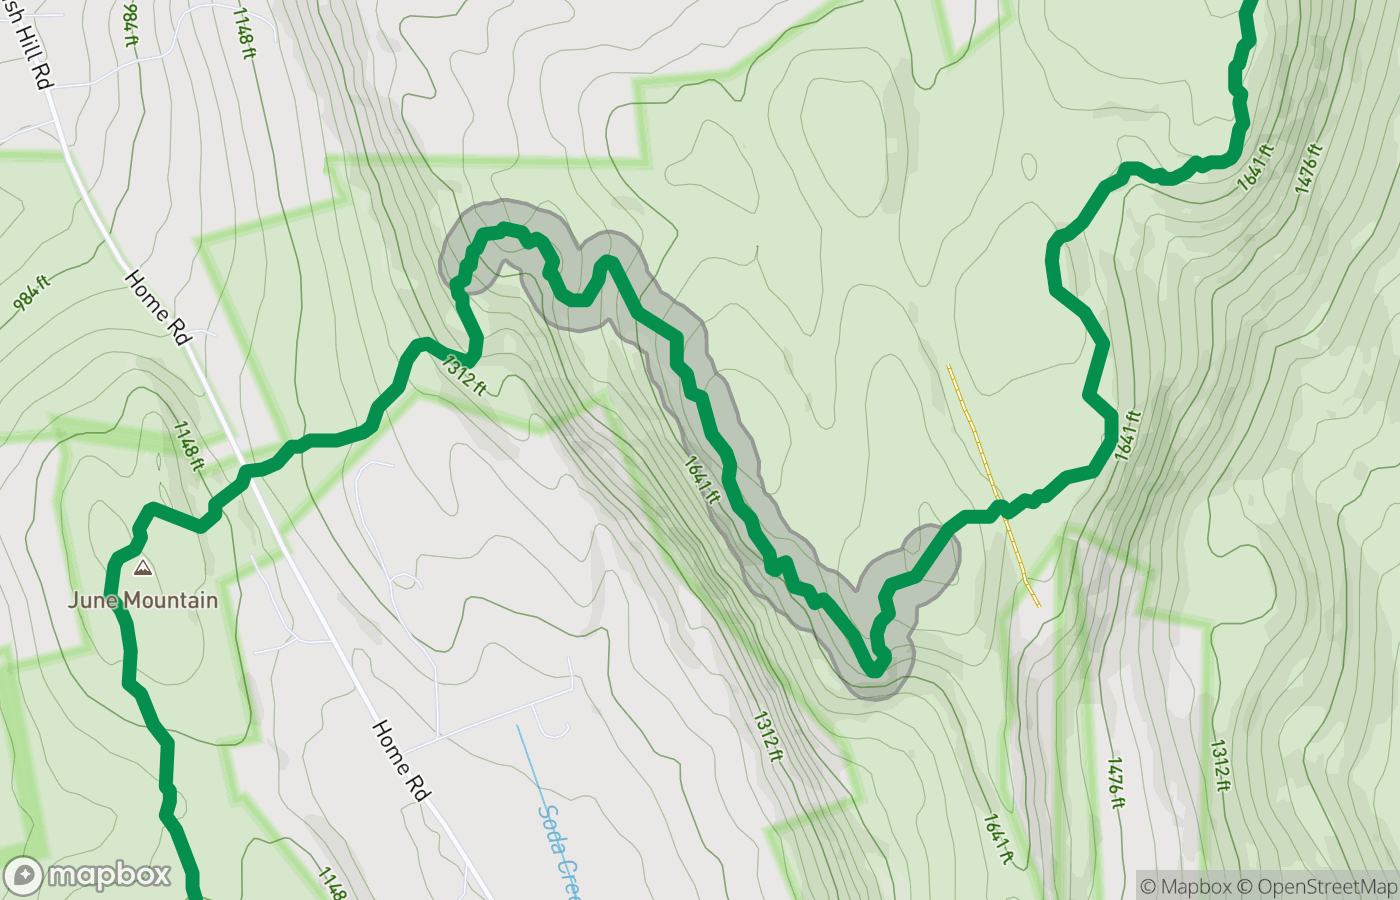 984 ft
1148 ft
sh Hill Rd
1641 ft
1476 ft
984 ft
Home Rd
1312 ft
1148 ft
1641 ft
1641 ft
June Mountain
Home Rd
1312 ft
1476 ft
1312 ft
Soda Cree
1641 ft
1148
mapbox
© Mapbox © OpenStreetMap